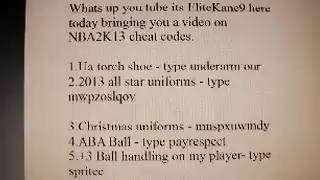 Whats up you tube its EliteKane9 here
today bringing you a video on
NBA2K13 cheat codes.
1.Ua torch shoe - type underarm our
2.2013 all star uniforms - type
mwpzoslqov
3.Christmas uniforms -
4.ABA Ball - type payrespect
5.+3 Ball handling on my player- type
spritee